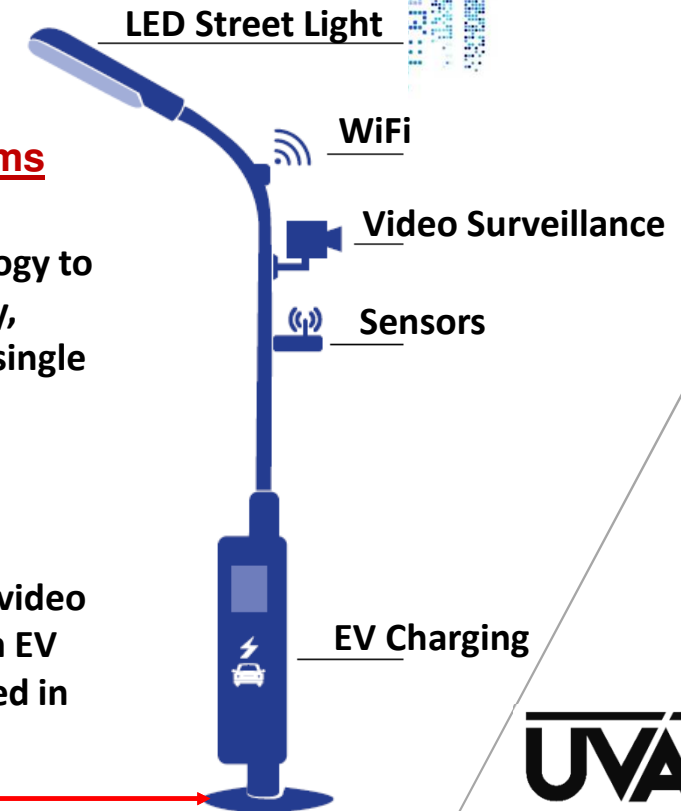 LED Street Light
WiFi
ms
Video Surveillance
ogy to
y,
Sensors
single
video
EV Charging
n EV
ed in
UVA